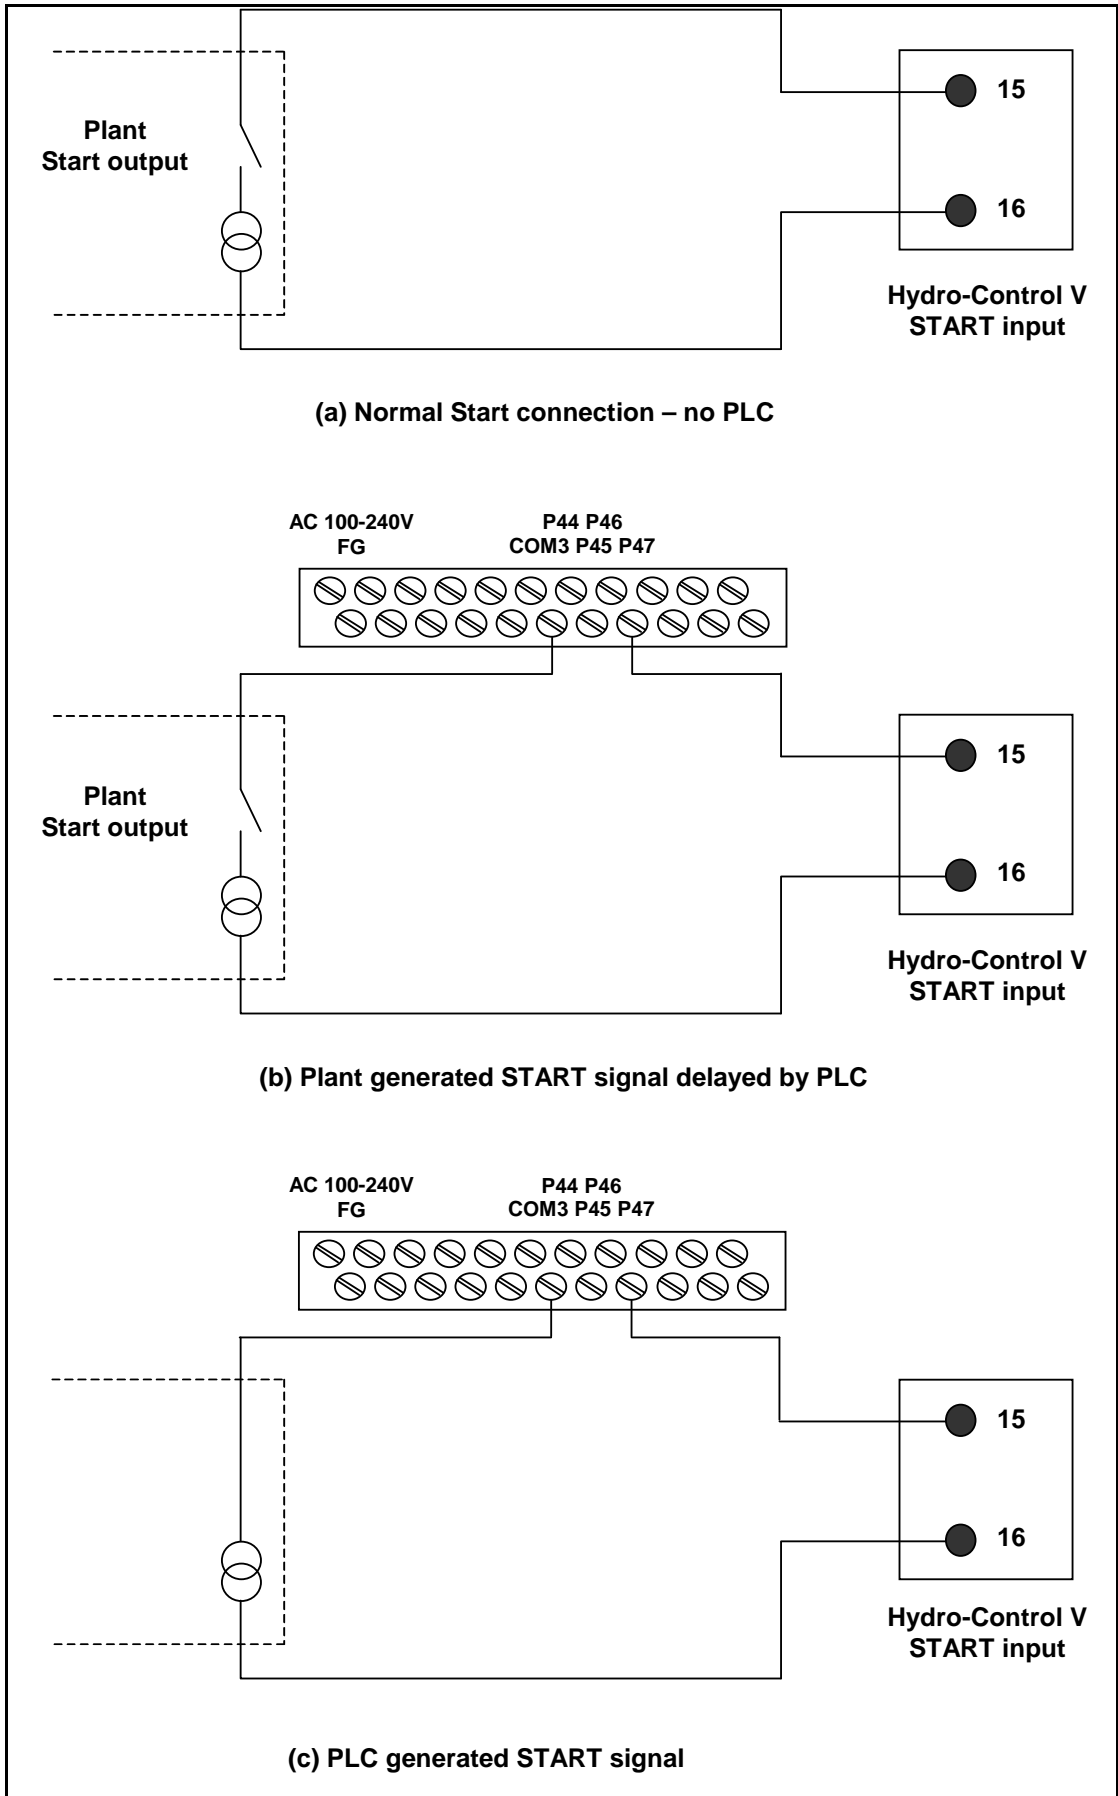 Plant
Start output
15
16
Hydro-Control V
START input
(a) Normal Start connection – no PLC
AC 100-240V
FG
P44 P46
COM3 P45 P47
Plant
Start output
15
16
Hydro-Control V
START input
(b) Plant generated START signal delayed by PLC
AC 100-240V
FG
P44 P46
COM3 P45 P47
15
16
Hydro-Control V
START input
(c) PLC generated START signal